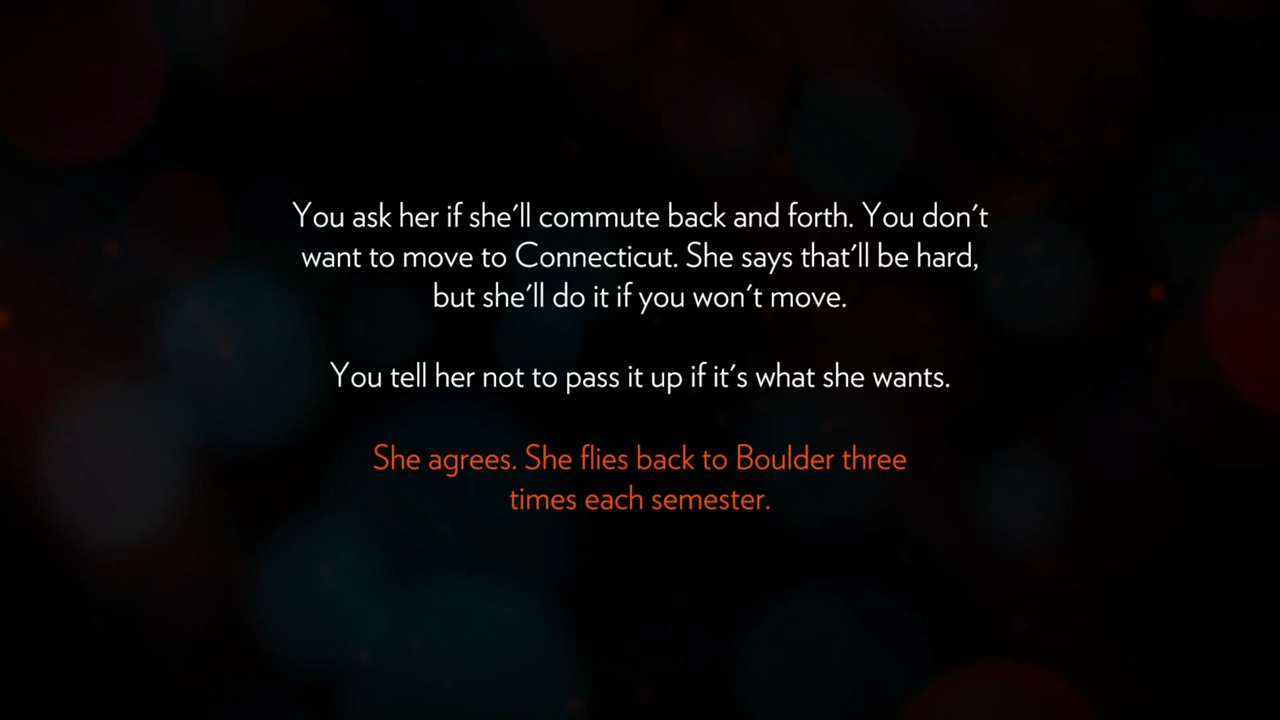 You ask her if she'll commute back and forth. You don't
want to move to Connecticut. She says that'll be hard,
but she'll do it if you won't move.
You tell her not to pass it up if it's what she wants.
She agrees. She flies back to Boulder three
times each semester.